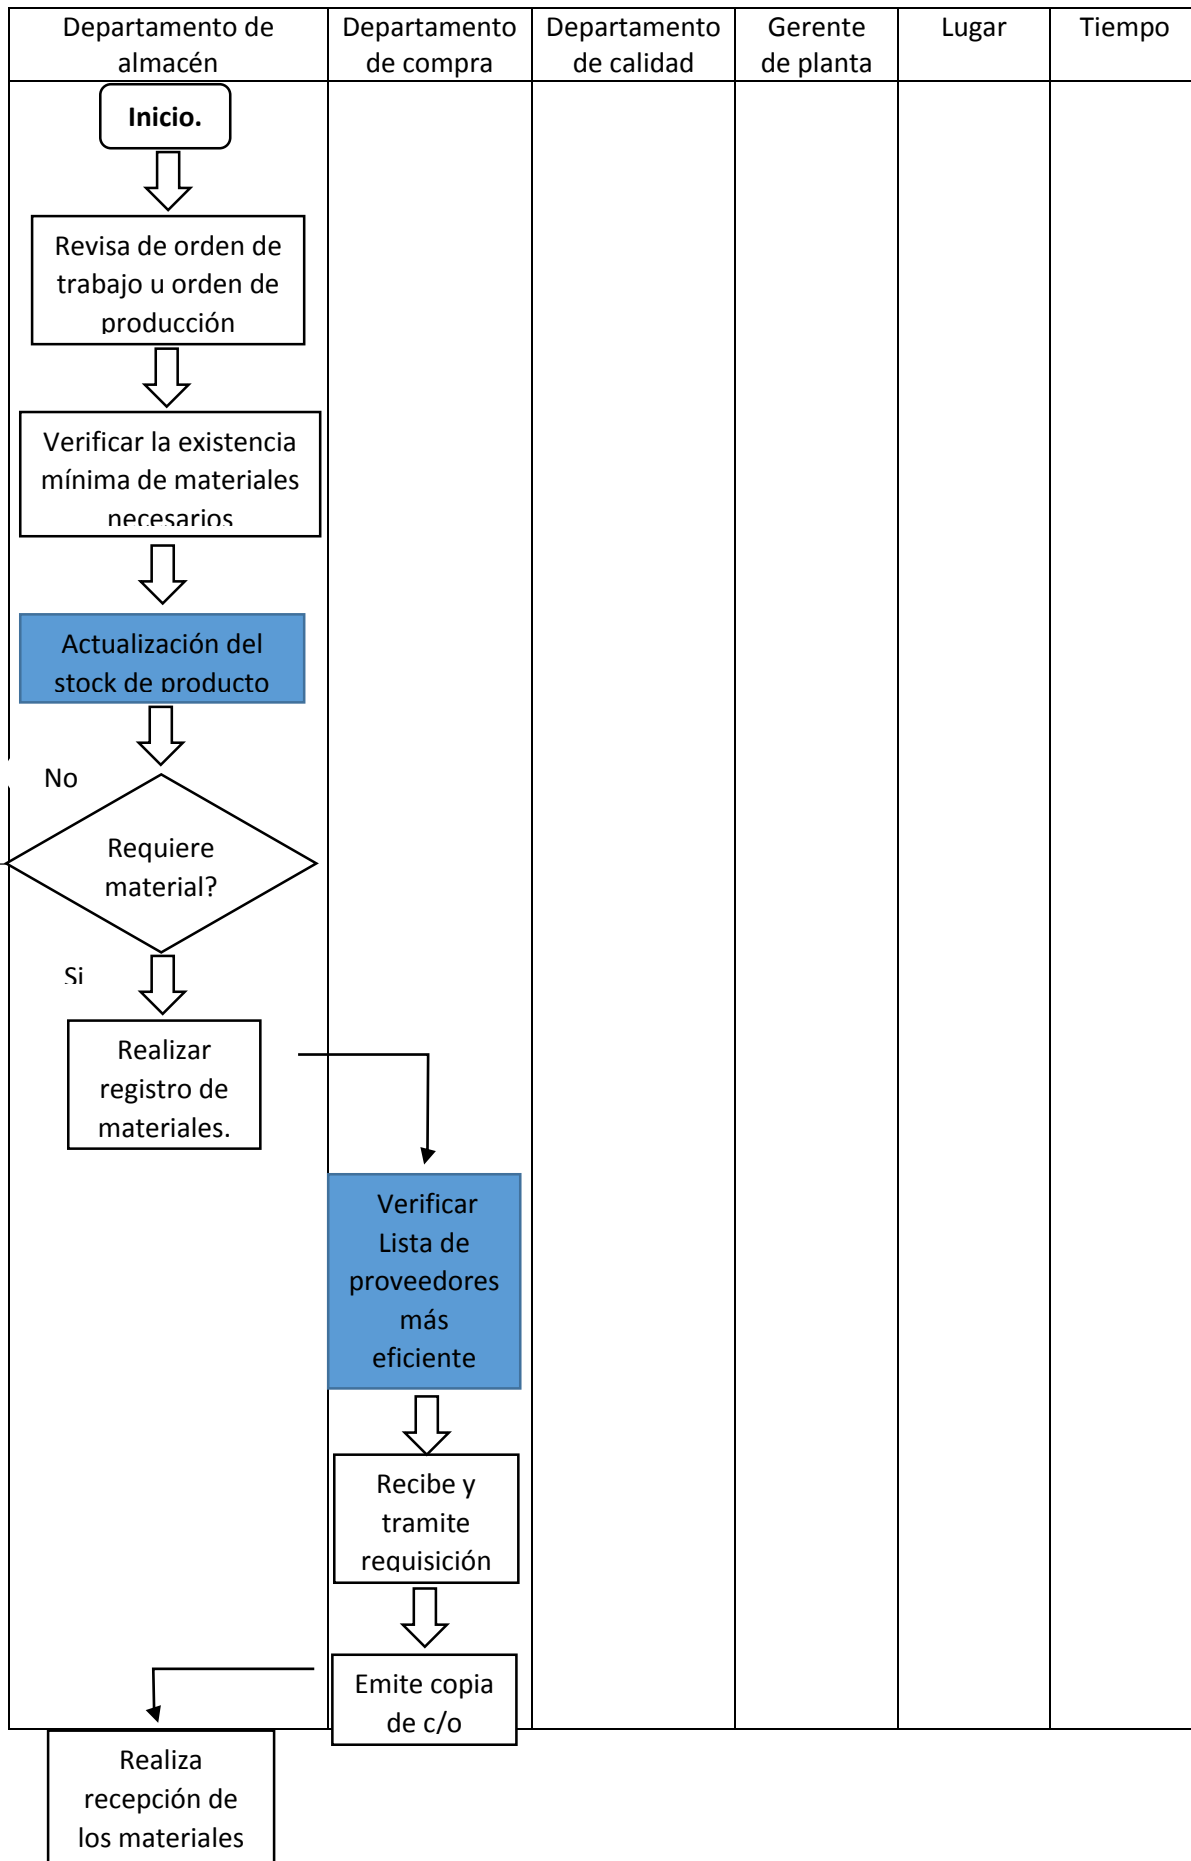 Departamento de
almacén
Departamento
de compra
Departamento
de calidad
Gerente
de planta
Lugar
Tiempo
Inicio.
Revisa de orden de
trabajo u orden de
producción
Verificar la existencia
mínima de materiales
necesarios
Actualización del
stock de producto
No
Requiere
material?
Si
Realizar
registro de
materiales.
Verificar
Lista de
proveedores
más
eficiente
Recibe y
tramite
requisición
Emite copia
de c/o
Realiza
recepción de
los materiales